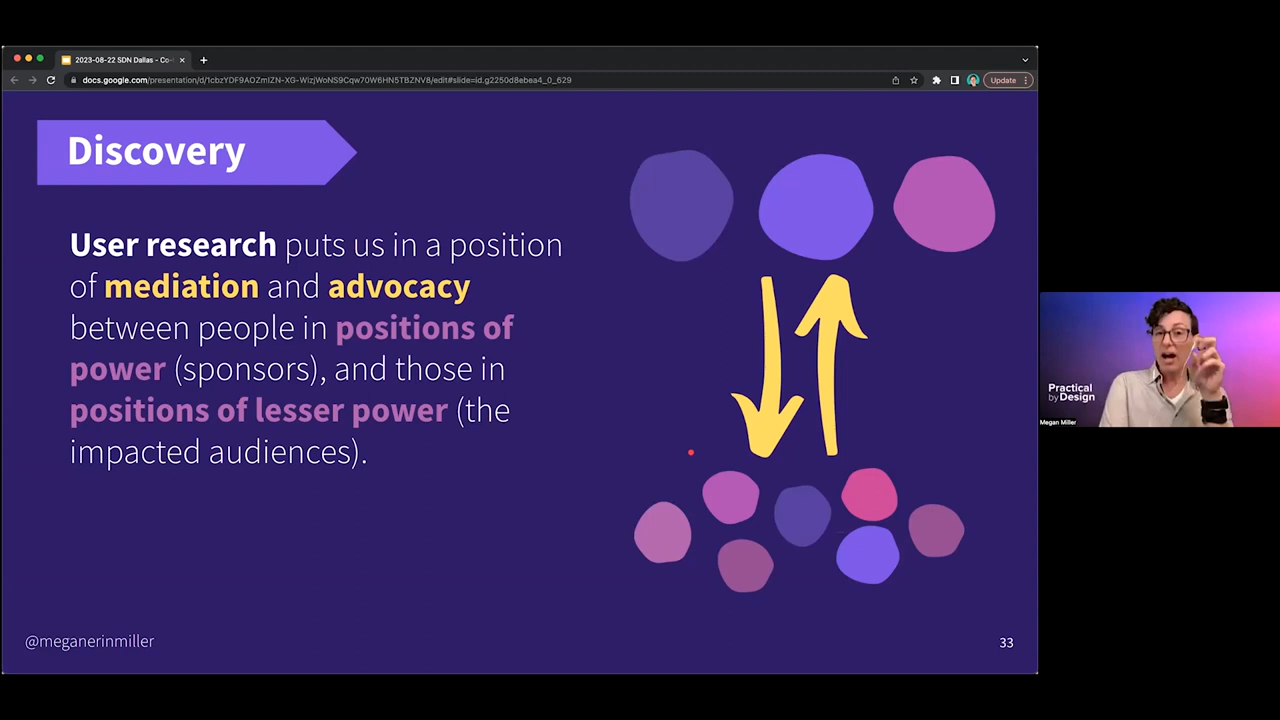 2023-08-22 SDN Dallas - Co-
docs.google.com/presentation/d/1cbzYDF9AOZmIZN-XG-WIzjWoNS9Cqw70W6HN5TBZNV8/edit#slide=id.g2250d8ebea4_0_629
Update
Discovery
User research puts us in a position
of mediation and advocacy
between people in positions of
power (sponsors), and those in
positions of lesser power (the
impacted audiences).
@meganerinmiller
33
Practical
by Design
Megan Miller